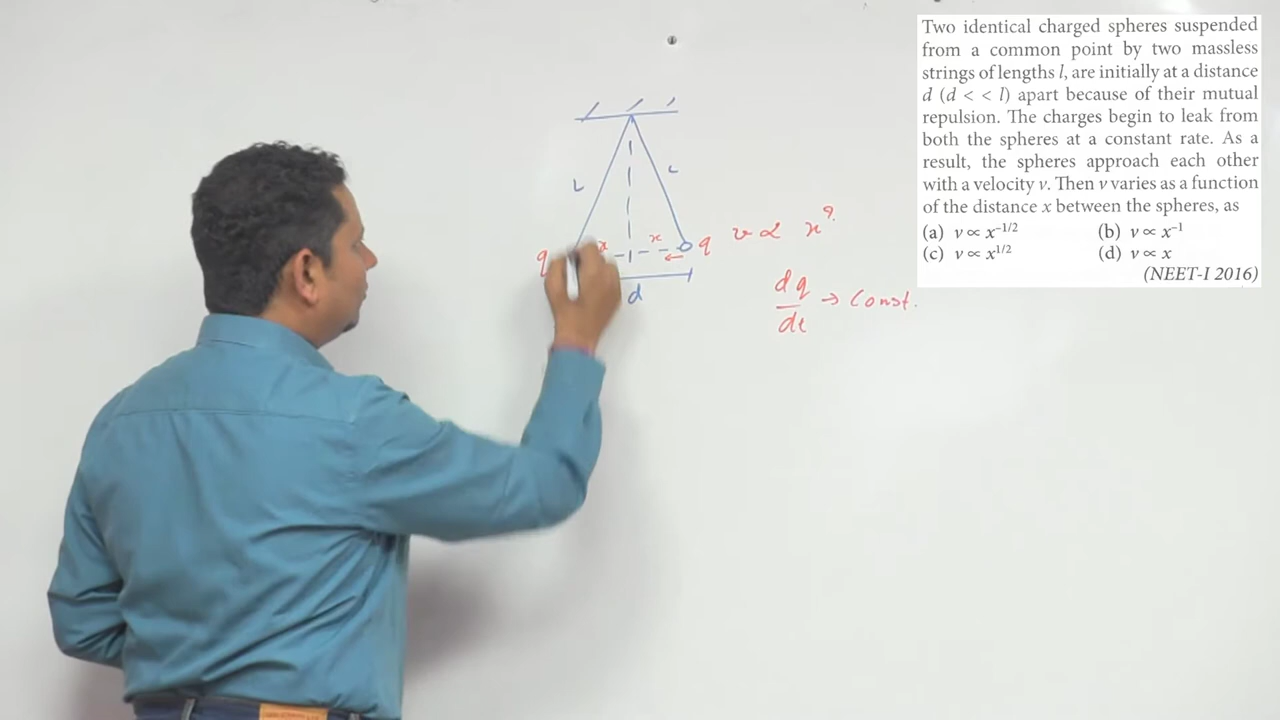 Two identical charged spheres suspended
from a common point by two massless
strings of lengths l, are initially at a distance
d (d < < l) apart because of their mutual
repulsion. The charges begin to leak from
both the spheres at a constant rate. As a
result, the spheres approach each other
with a velocity v. Then v varies as a function
of the distance x between the spheres, as
(a) v ∝ x⁻¹/² (b) v ∝ x⁻¹
(c) v ∝ x¹/² (d) v ∝ x
(NEET-I 2016)
L L
q x x q v ∝ x^?
d
dq/dt → Const.